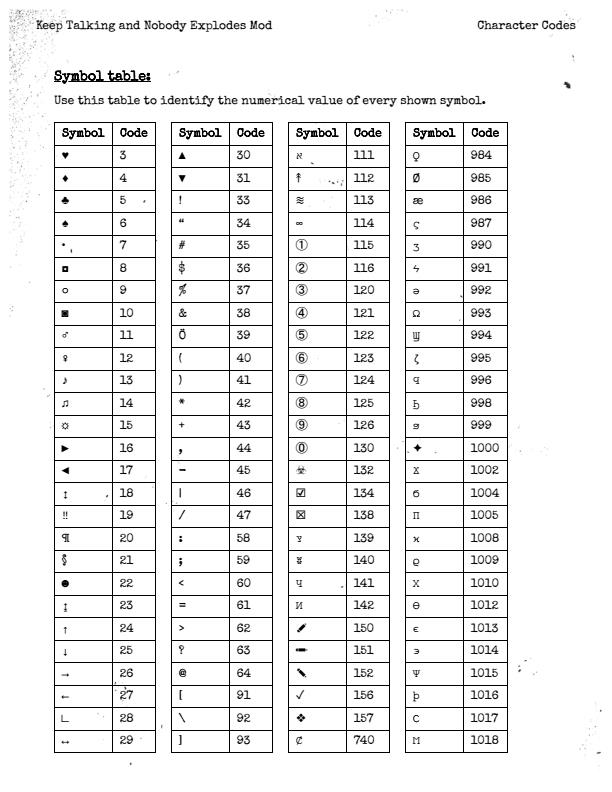 Keep Talking and Nobody Explodes Mod Character Codes
Symbol table:
Use this table to identify the numerical value of every shown symbol.
Symbol Code Symbol Code Symbol Code Symbol Code
♥ 3 ▲ 30 א 111 Ϙ 984
♦ 4 ▼ 31 ↟ 112 Ø 985
♣ 5 ! 33 ≋ 113 æ 986
♠ 6 “ 34 ∞ 114 ς 987
• 7 # 35 ① 115 3 990
◘ 8 $ 36 ② 116 ϟ 991
○ 9 % 37 ③ 120 ə 992
◙ 10 & 38 ④ 121 Ω 993
♂ 11 Ö 39 ⑤ 122 Ϣ 994
♀ 12 ( 40 ⑥ 123 ζ 995
♪ 13 ) 41 ⑦ 124 ϥ 996
♫ 14 * 42 ⑧ 125 Ҕ 998
☼ 15 + 43 ⑨ 126 ϧ 999
► 16 , 44 ⓪ 130 ✦ 1000
◄ 17 - 45 ☣ 132 Ϫ 1002
↕ 18 | 46 ☑ 134 б 1004
‼ 19 / 47 ☒ 138 Π 1005
¶ 20 : 58 ɤ 139 ϰ 1008
§ 21 ; 59 ȣ 140 ϱ 1009
☻ 22 < 60 Ч 141 X 1010
↨ 23 = 61 И 142 ϴ 1012
↑ 24 > 62 150 ϵ 1013
↓ 25 ? 63 151 э 1014
→ 26 @ 64 152 Ψ 1015
← 27 [ 91 ✓ 156 þ 1016
∟ 28 \ 92 ❖ 157 C 1017
↔ 29 ] 93 ₡ 740 M 1018